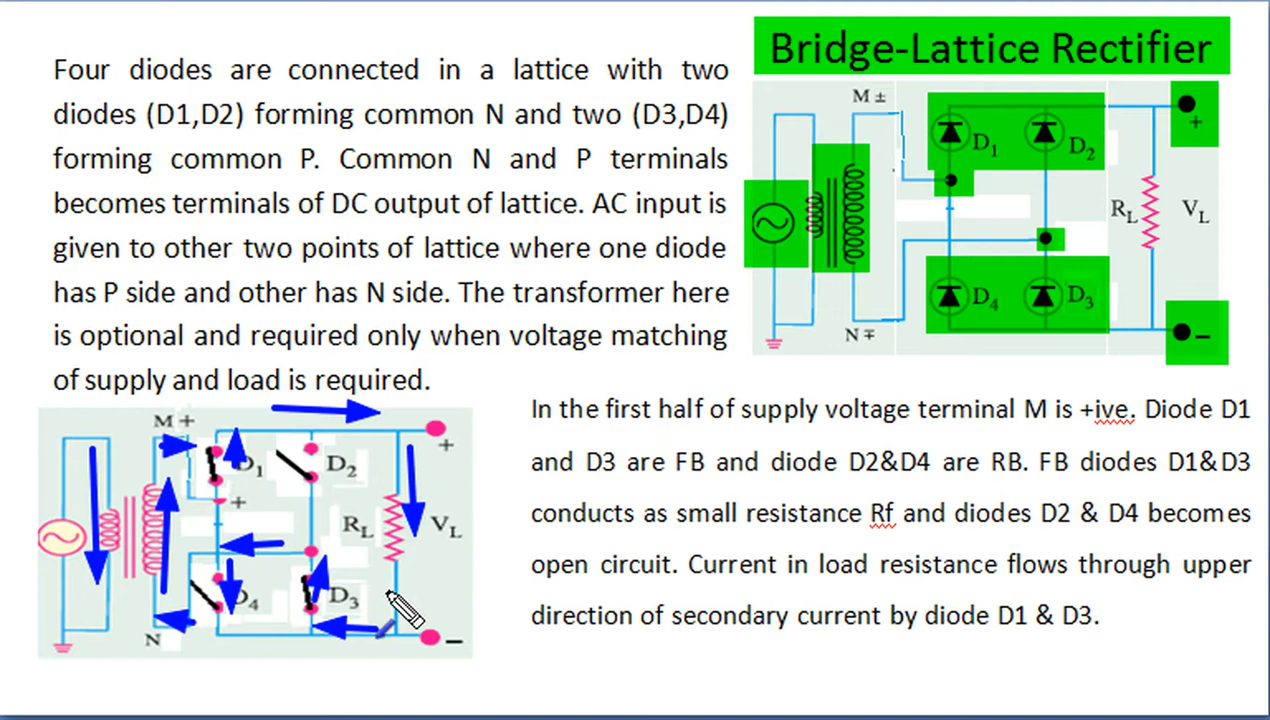 Bridge-Lattice Rectifier
Four diodes are connected in a lattice with two
diodes (D1,D2) forming common N and two (D3,D4)
forming common P. Common N and P terminals
becomes terminals of DC output of lattice. AC input is
given to other two points of lattice where one diode
has P side and other has N side. The transformer here
is optional and required only when voltage matching
of supply and load is required.
M ±
D1
D2
+
RL
VL
D4
D3
N ∓
−
M +
D1
D2
+
+
RL
VL
D4
D3
N
−
In the first half of supply voltage terminal M is +ive. Diode D1
and D3 are FB and diode D2&D4 are RB. FB diodes D1&D3
conducts as small resistance Rf and diodes D2 & D4 becomes
open circuit. Current in load resistance flows through upper
direction of secondary current by diode D1 & D3.